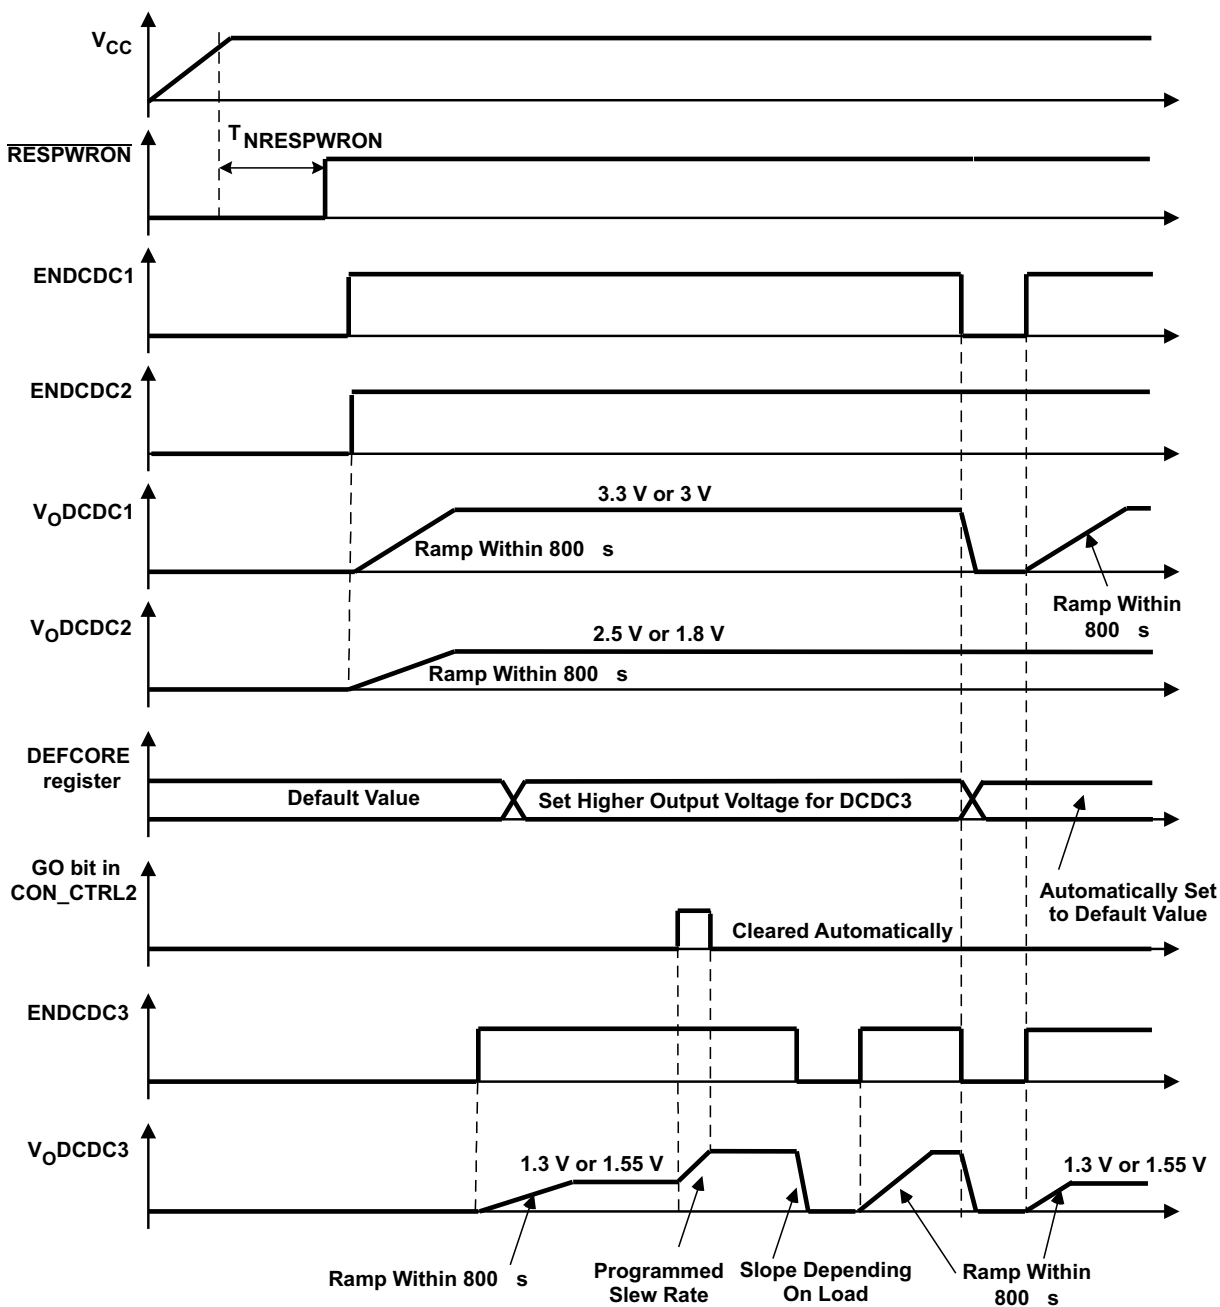 VCC
TNRESPWRON
RESPWRON
ENDCDC1
ENDCDC2
VODCDC1
3.3 V or 3 V
Ramp Within 800 s
Ramp Within
800 s
VODCDC2
2.5 V or 1.8 V
Ramp Within 800 s
DEFCORE
register
Default Value
Set Higher Output Voltage for DCDC3
Automatically Set
to Default Value
GO bit in
CON_CTRL2
Cleared Automatically
ENDCDC3
VODCDC3
1.3 V or 1.55 V
1.3 V or 1.55 V
Ramp Within 800 s
Programmed
Slew Rate
Slope Depending
On Load
Ramp Within
800 s